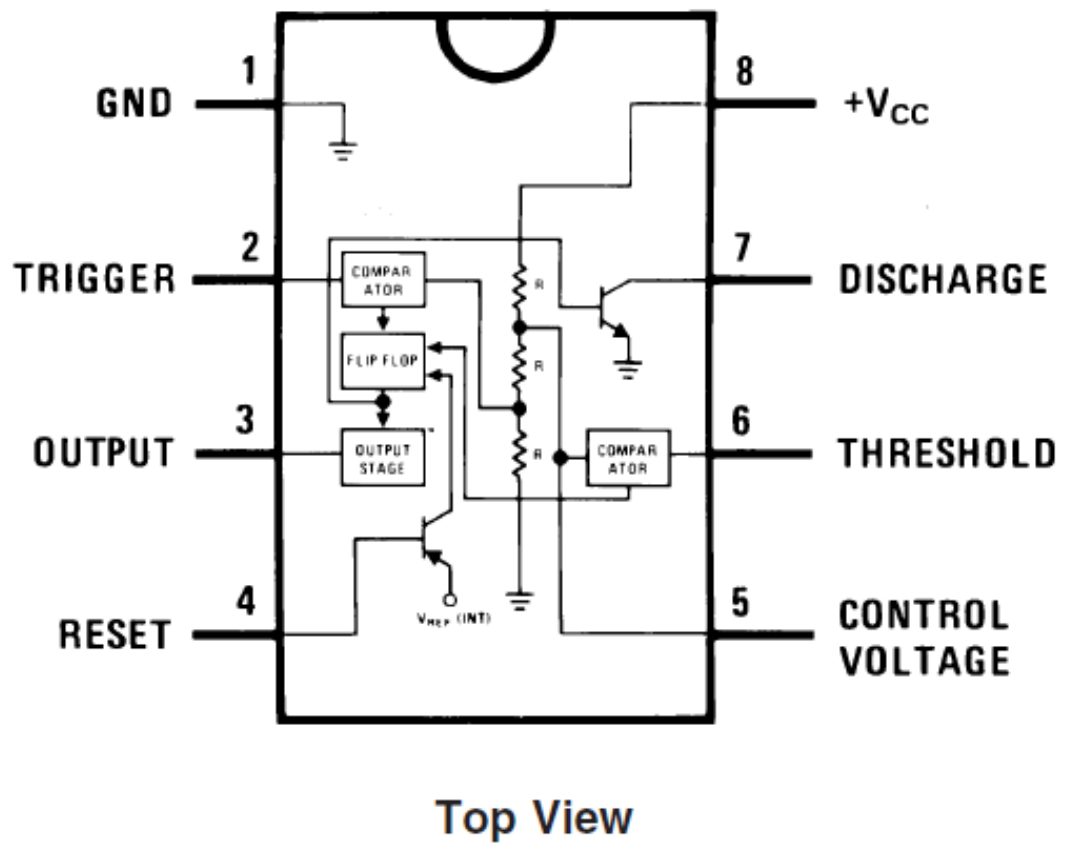 1
GND
8
+VCC
2
TRIGGER
7
DISCHARGE
COMPAR
ATOR
R
FLIP FLOP
R
3
OUTPUT
OUTPUT
STAGE
R
COMPAR
ATOR
6
THRESHOLD
4
RESET
VREF (INT)
5
CONTROL
VOLTAGE
Top View